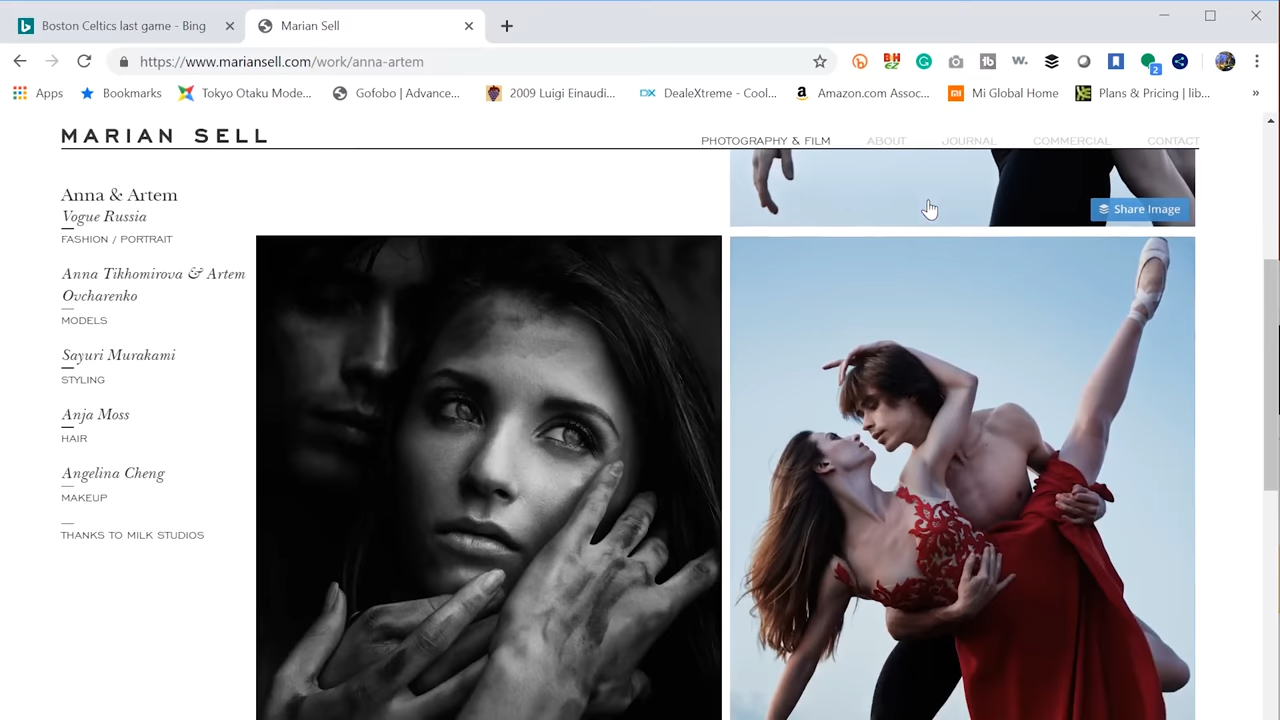 Boston Celtics last game - Bing
Marian Sell
https://www.mariansell.com/work/anna-artem
2
Apps
Bookmarks
Tokyo Otaku Mode...
Gofobo | Advance...
2009 Luigi Einaudi...
DX DealeXtreme - Cool...
Amazon.com Assoc...
Mi Global Home
Plans & Pricing | lib...
»
MARIAN SELL
PHOTOGRAPHY & FILM
ABOUT
JOURNAL
COMMERCIAL
CONTACT
Share Image
Anna & Artem
Vogue Russia
FASHION / PORTRAIT
Anna Tikhomirova & Artem
Ovcharenko
MODELS
Sayuri Murakami
STYLING
Anja Moss
HAIR
Angelina Cheng
MAKEUP
THANKS TO MILK STUDIOS